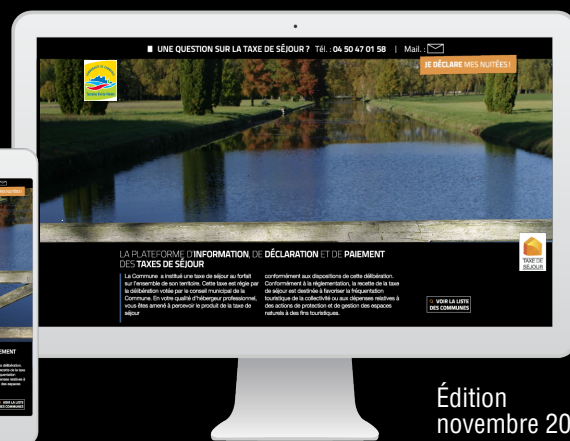 UNE QUESTION SUR LA TAXE DE SÉJOUR ? Tél. : 04 50 47 01 58 | Mail. :
JE DÉCLARE MES NUITÉES !
LA PLATEFORME D'INFORMATION, DE DÉCLARATION ET DE PAIEMENT
DES TAXES DE SÉJOUR
La Commune a institué une taxe de séjour au forfait
sur l'ensemble de son territoire. Cette taxe est régie par
la délibération votée par le conseil municipal de la
Commune. En votre qualité d'hébergeur professionnel,
vous êtes amené à percevoir le produit de la taxe de
séjour
conformément aux dispositions de cette délibération.
Conformément à la réglementation, la recette de la taxe
de séjour est destinée à favoriser la fréquentation
touristique de la collectivité ou aux dépenses relatives à
des actions de protection et de gestion des espaces
naturels à des fins touristiques.
TAXE DE
SÉJOUR
VOIR LA LISTE
DES COMMUNES
Édition
novembre 20